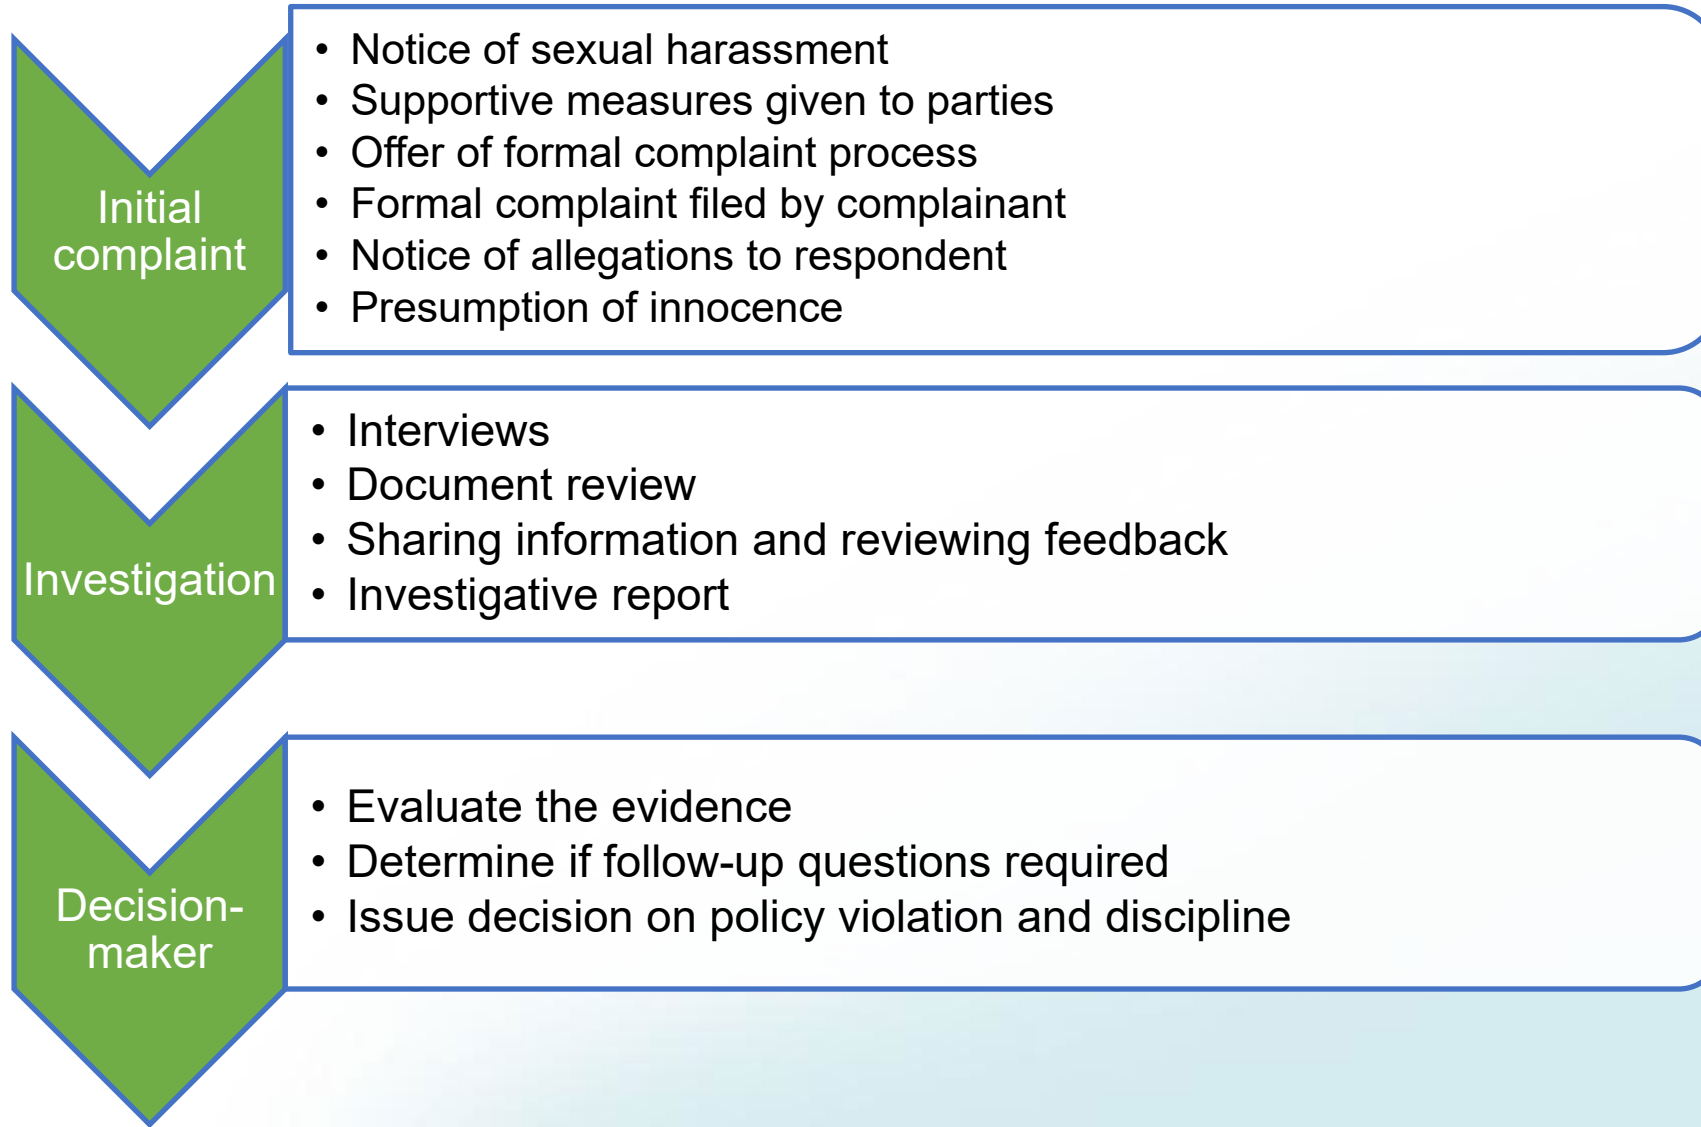 Initial
complaint
• Notice of sexual harassment
• Supportive measures given to parties
• Offer of formal complaint process
• Formal complaint filed by complainant
• Notice of allegations to respondent
• Presumption of innocence
Investigation
• Interviews
• Document review
• Sharing information and reviewing feedback
• Investigative report
Decision-
maker
• Evaluate the evidence
• Determine if follow-up questions required
• Issue decision on policy violation and discipline